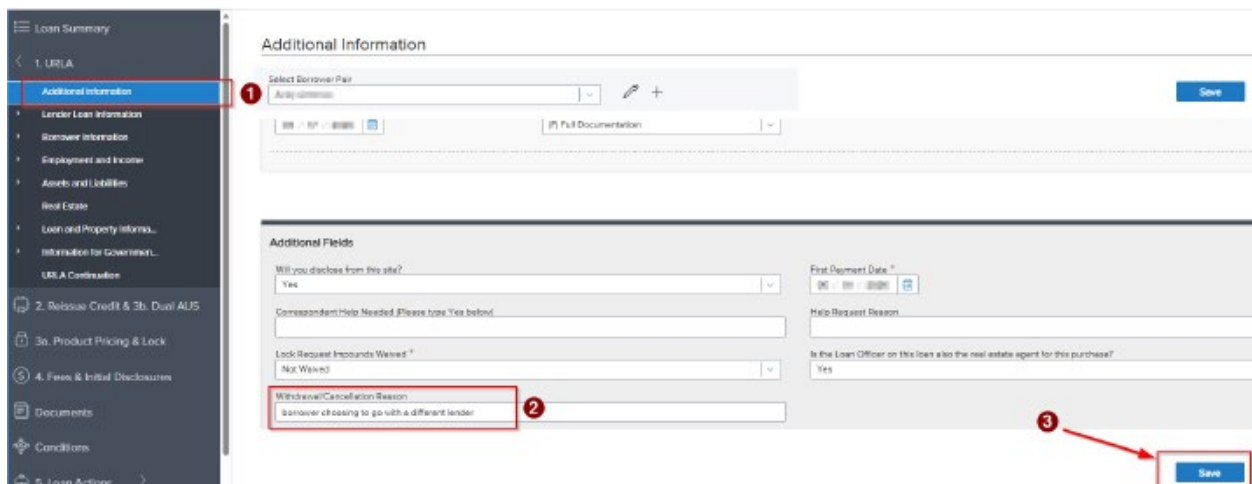 Loan Summary
1. URLA
Additional Information
Lender Loan Information
Borrower Information
Employment and Income
Assets and Liabilities
Real Estate
Loan and Property Informa...
Information for Governmen...
URLA Continuation
2. Reissue Credit & 3b. Dual AUS
3a. Product Pricing & Lock
4. Fees & Initial Disclosures
Documents
Conditions
5. Loan Actions
Additional Information
1
Select Borrower Pair
Save
(F) Full Documentation
Additional Fields
Will you disclose from this site?
Yes
First Payment Date *
Correspondent Help Needed (Please type Yes below)
Help Request Reason
Lock Request Impounds Waived *
Not Waived
Is the Loan Officer on this loan also the real estate agent for this purchase?
Yes
Withdrawal/Cancellation Reason
borrower choosing to go with a different lender
2
3
Save